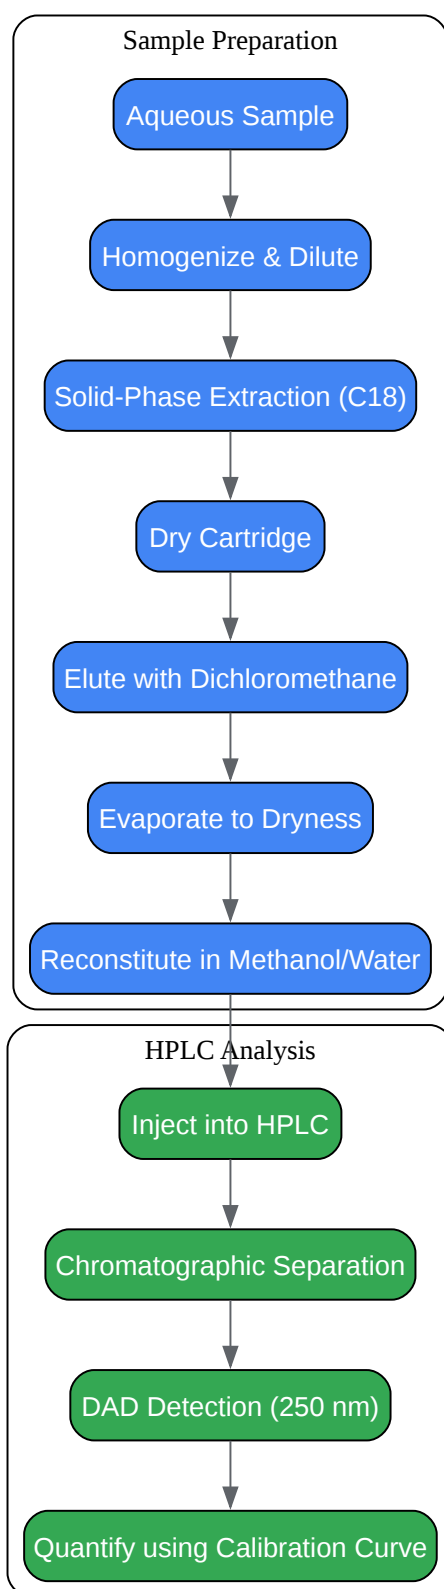 Sample Preparation
Aqueous Sample
Homogenize & Dilute
Solid-Phase Extraction (C18)
Dry Cartridge
Elute with Dichloromethane
Evaporate to Dryness
Reconstitute in Methanol/Water
HPLC Analysis
Inject into HPLC
Chromatographic Separation
DAD Detection (250 nm)
Quantify using Calibration Curve